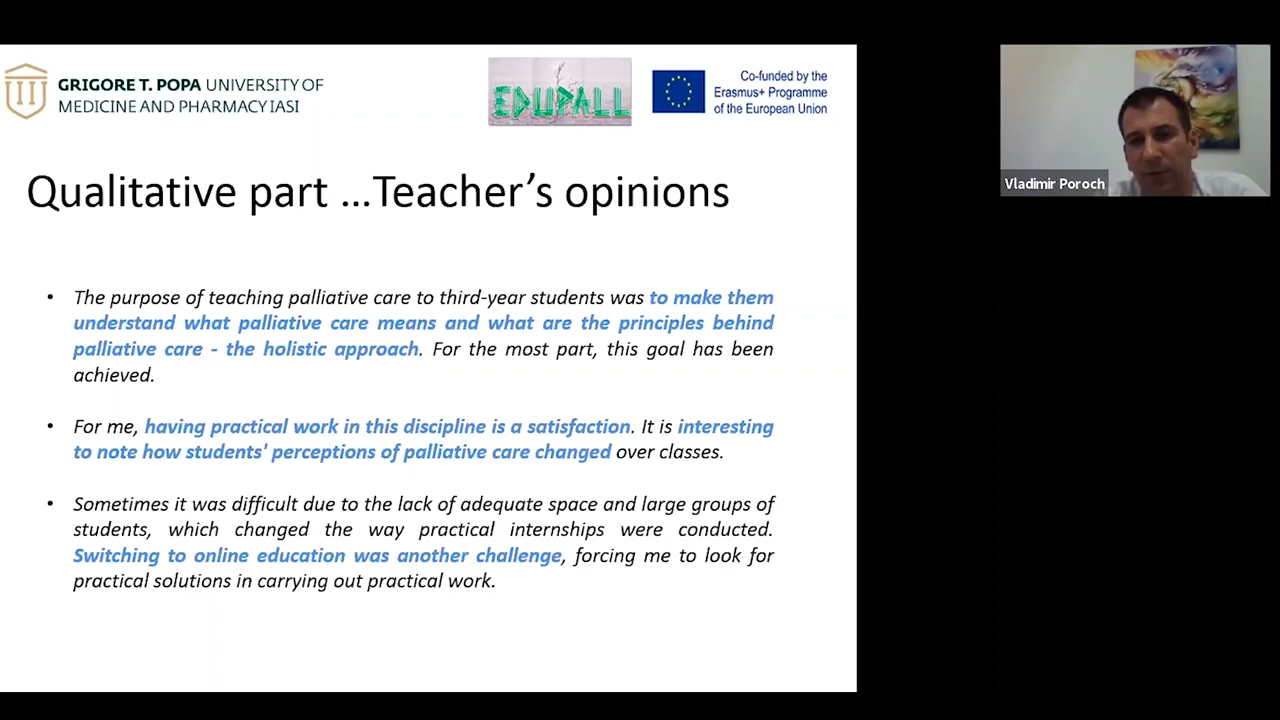 GRIGORE T. POPA UNIVERSITY OF
MEDICINE AND PHARMACY IASI
EDUPALL
Co-funded by the
Erasmus+ Programme
of the European Union
Vladimir Poroch
Qualitative part ...Teacher's opinions
• The purpose of teaching palliative care to third-year students was to make them
understand what palliative care means and what are the principles behind
palliative care - the holistic approach. For the most part, this goal has been
achieved.
• For me, having practical work in this discipline is a satisfaction. It is interesting
to note how students' perceptions of palliative care changed over classes.
• Sometimes it was difficult due to the lack of adequate space and large groups of
students, which changed the way practical internships were conducted.
Switching to online education was another challenge, forcing me to look for
practical solutions in carrying out practical work.